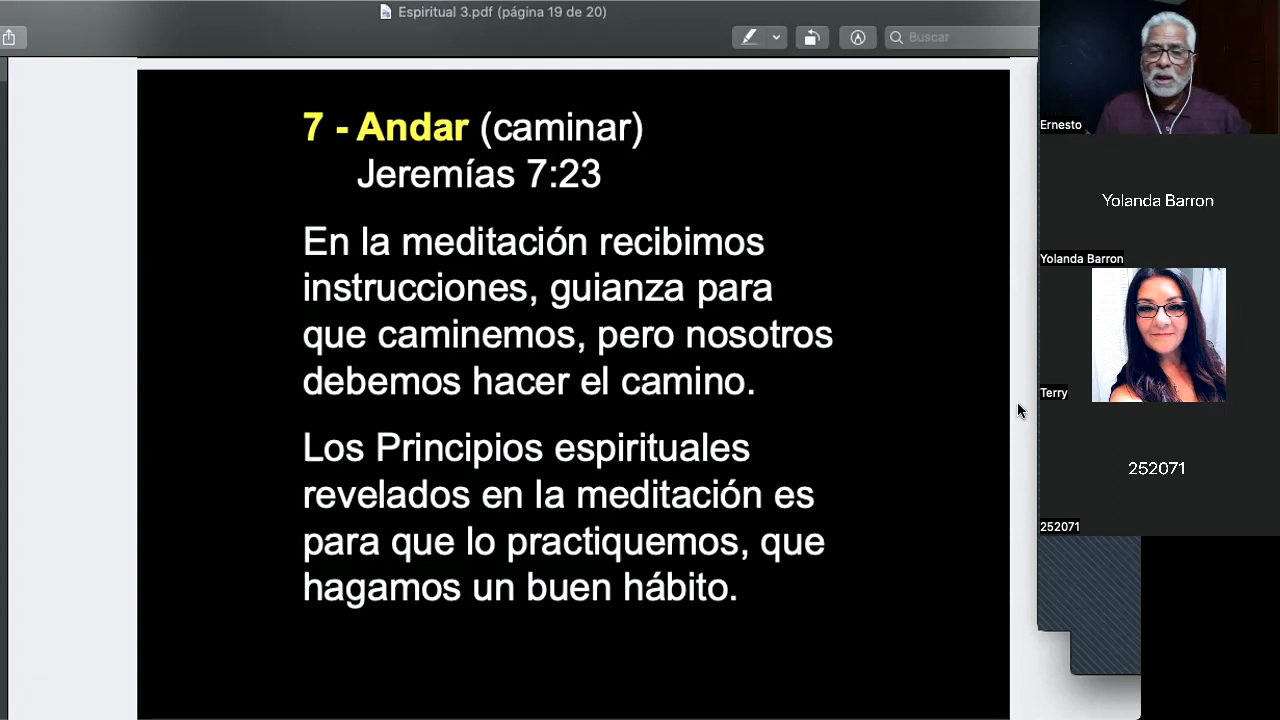 Espiritual 3.pdf (página 19 de 20)
Buscar
7 - Andar (caminar)
Jeremías 7:23
En la meditación recibimos
instrucciones, guianza para
que caminemos, pero nosotros
debemos hacer el camino.
Los Principios espirituales
revelados en la meditación es
para que lo practiquemos, que
hagamos un buen hábito.
Ernesto
Yolanda Barron
Yolanda Barron
Terry
252071
252071